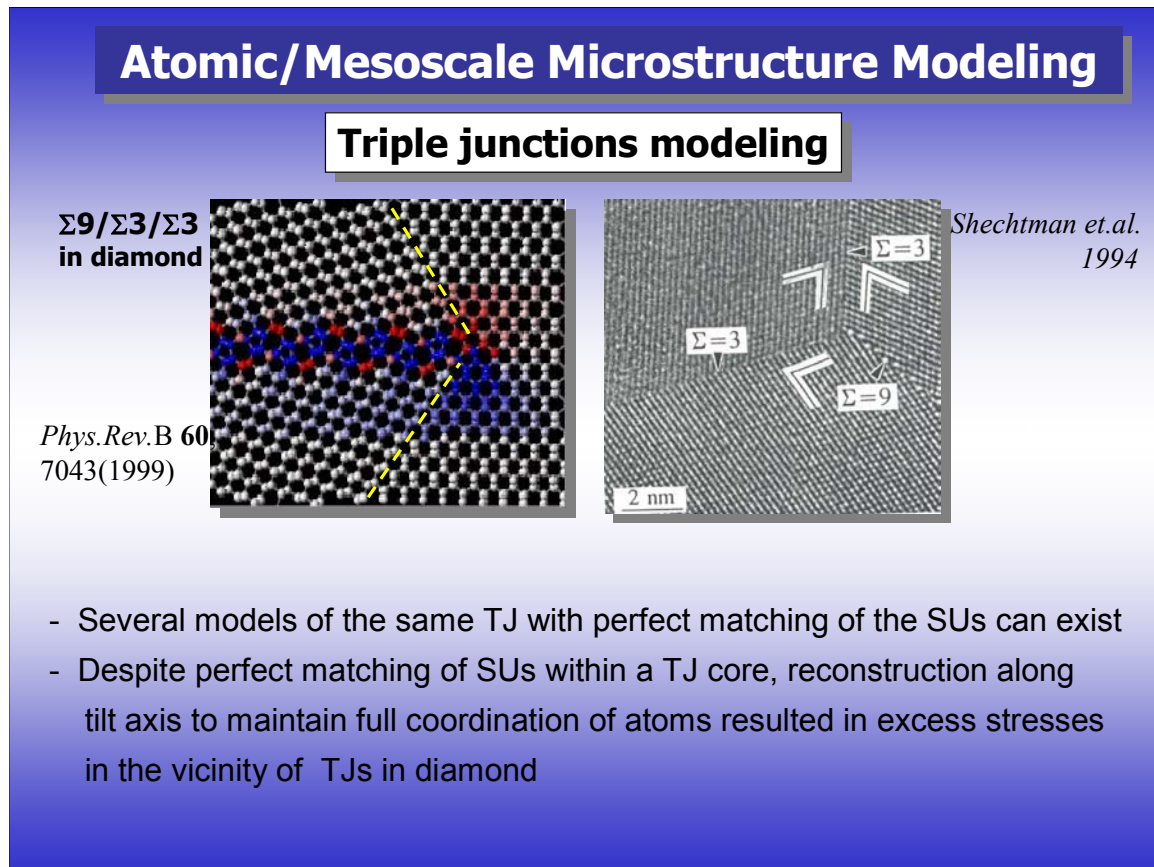 Atomic/Mesoscale Microstructure Modeling
Triple junctions modeling
Σ9/Σ3/Σ3
in diamond
Phys.Rev.B 60,
7043(1999)
Σ=3
Σ=3
Σ=9
2 nm
Shechtman et.al.
1994
- Several models of the same TJ with perfect matching of the SUs can exist
- Despite perfect matching of SUs within a TJ core, reconstruction along
tilt axis to maintain full coordination of atoms resulted in excess stresses
in the vicinity of TJs in diamond